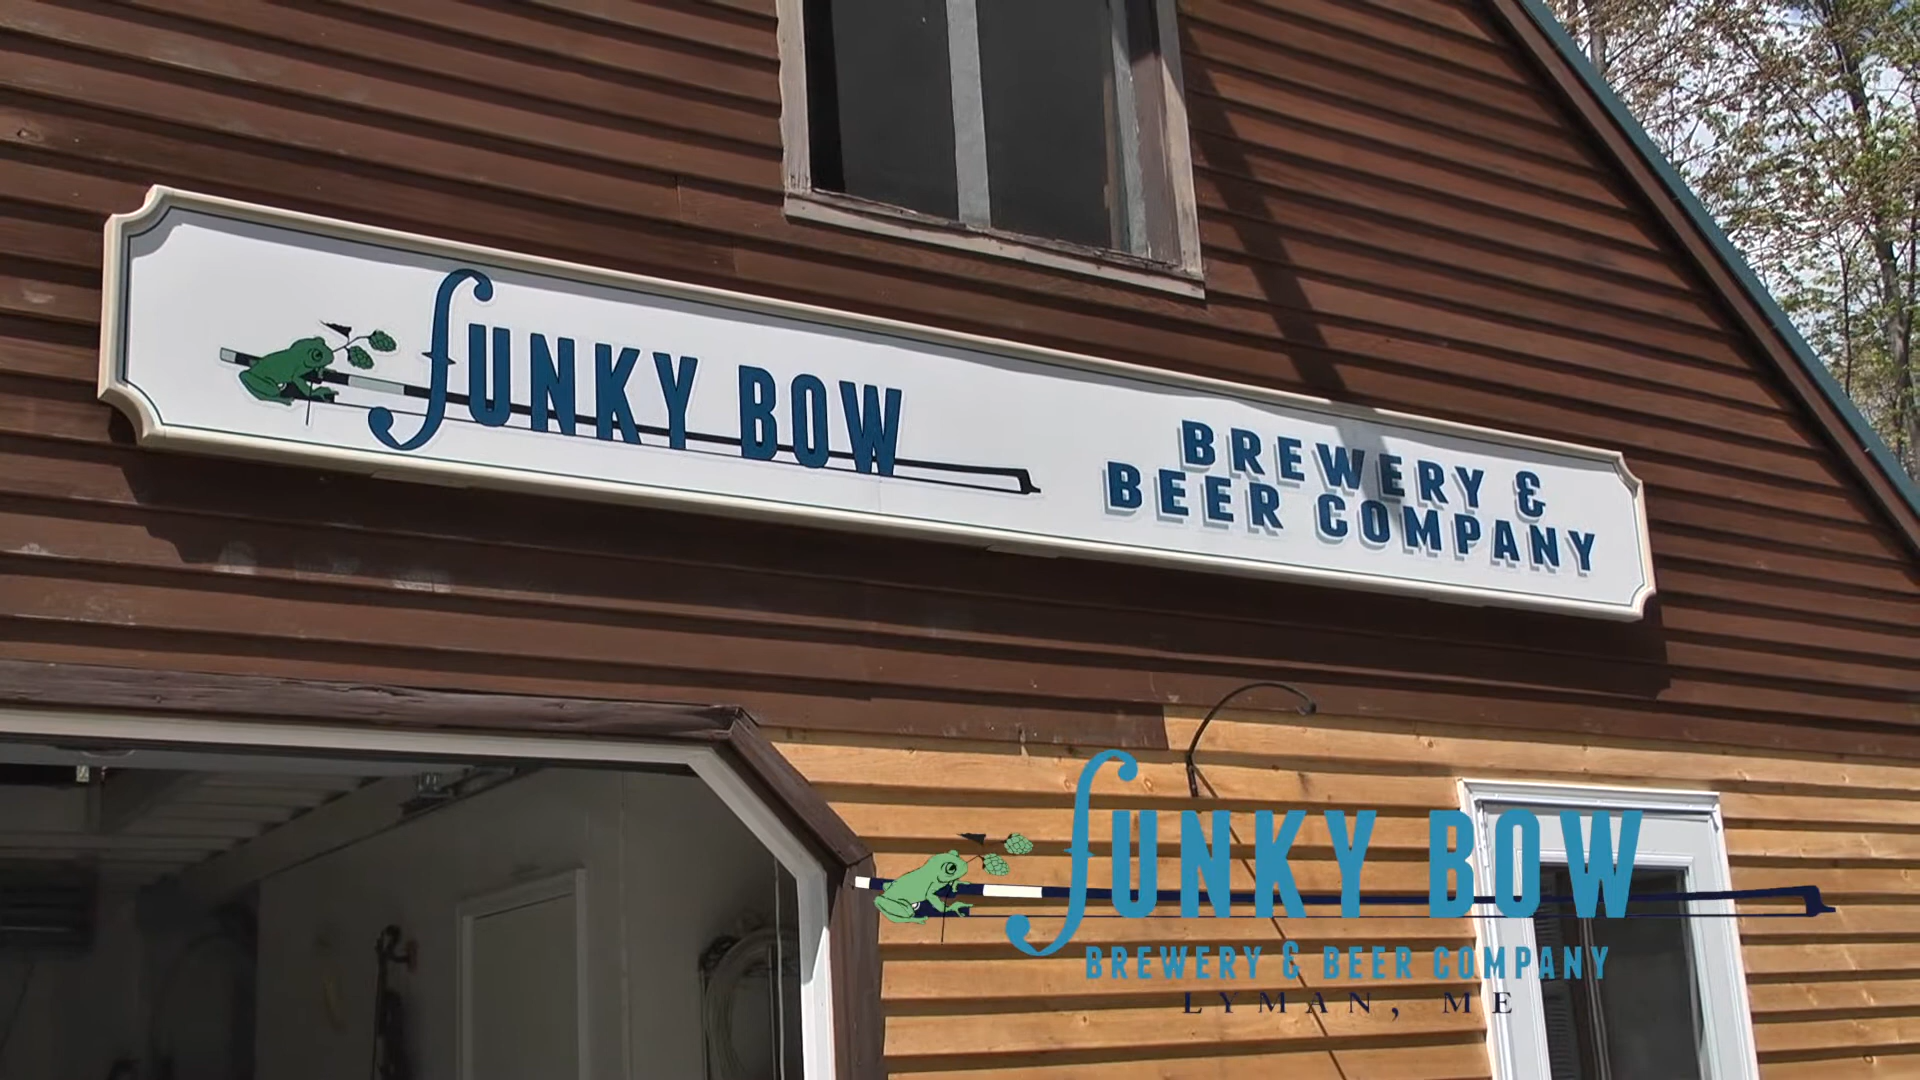 fUNKY BOW
BREWERY &
BEER COMPANY
fUNKY BOW
BREWERY & BEER COMPANY
LYMAN, ME